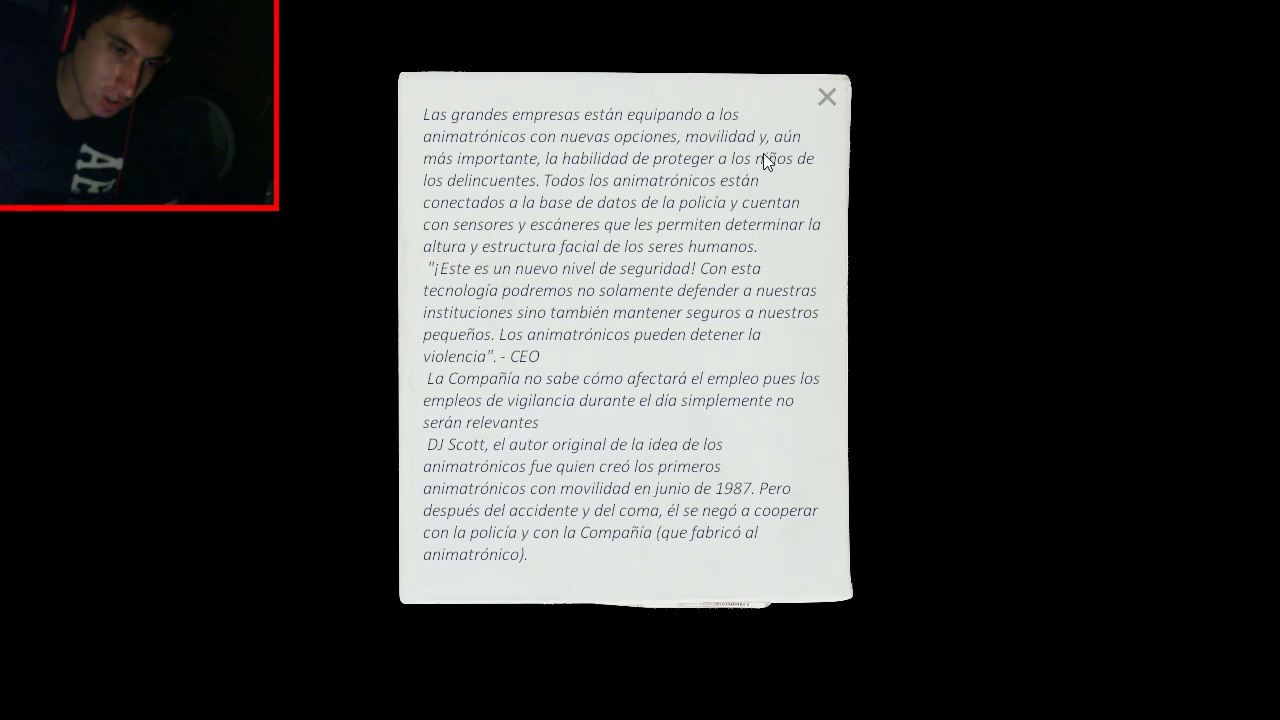 Las grandes empresas están equipando a los
animatrónicos con nuevas opciones, movilidad y, aún
más importante, la habilidad de proteger a los niños de
los delincuentes. Todos los animatrónicos están
conectados a la base de datos de la policía y cuentan
con sensores y escáneres que les permiten determinar la
altura y estructura facial de los seres humanos.
"¡Este es un nuevo nivel de seguridad! Con esta
tecnología podremos no solamente defender a nuestras
instituciones sino también mantener seguros a nuestros
pequeños. Los animatrónicos pueden detener la
violencia". - CEO
La Compañía no sabe cómo afectará el empleo pues los
empleos de vigilancia durante el día simplemente no
serán relevantes
DJ Scott, el autor original de la idea de los
animatrónicos fue quien creó los primeros
animatrónicos con movilidad en junio de 1987. Pero
después del accidente y del coma, él se negó a cooperar
con la policía y con la Compañía (que fabricó al
animatrónico).